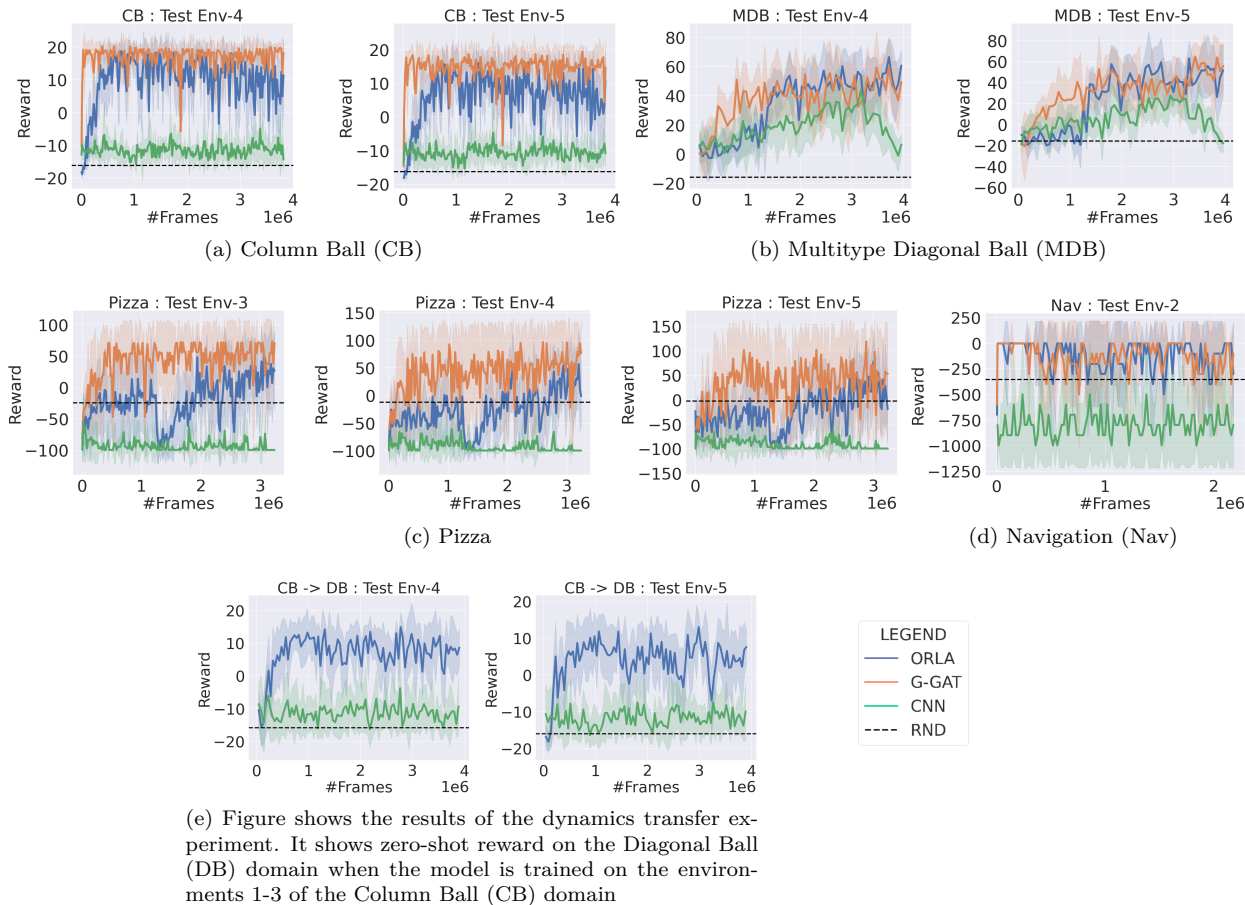 CB : Test Env-4
CB : Test Env-5
MDB : Test Env-4
MDB : Test Env-5
Reward
20
10
0
−10
−20
0
1
2
3
4
#Frames
1e6
Reward
20
10
0
−10
−20
0
1
2
3
4
#Frames
1e6
Reward
80
60
40
20
0
−20
0
1
2
3
4
#Frames
1e6
Reward
80
60
40
20
0
−20
−40
−60
0
1
2
3
4
#Frames
1e6
(a) Column Ball (CB)
(b) Multitype Diagonal Ball (MDB)
Pizza : Test Env-3
Pizza : Test Env-4
Pizza : Test Env-5
Nav : Test Env-2
Reward
100
50
0
−50
−100
0
1
2
3
#Frames
1e6
Reward
150
100
50
0
−50
−100
0
1
2
3
#Frames
1e6
Reward
150
100
50
0
−50
−100
−150
0
1
2
3
#Frames
1e6
Reward
250
0
−250
−500
−750
−1000
−1250
0
1
2
#Frames
1e6
(c) Pizza
(d) Navigation (Nav)
CB -> DB : Test Env-4
CB -> DB : Test Env-5
Reward
20
10
0
−10
−20
0
1
2
3
4
#Frames
1e6
Reward
20
10
0
−10
−20
0
1
2
3
4
#Frames
1e6
LEGEND
ORLA
G-GAT
CNN
RND
(e) Figure shows the results of the dynamics transfer ex-
periment. It shows zero-shot reward on the Diagonal Ball
(DB) domain when the model is trained on the environ-
ments 1-3 of the Column Ball (CB) domain